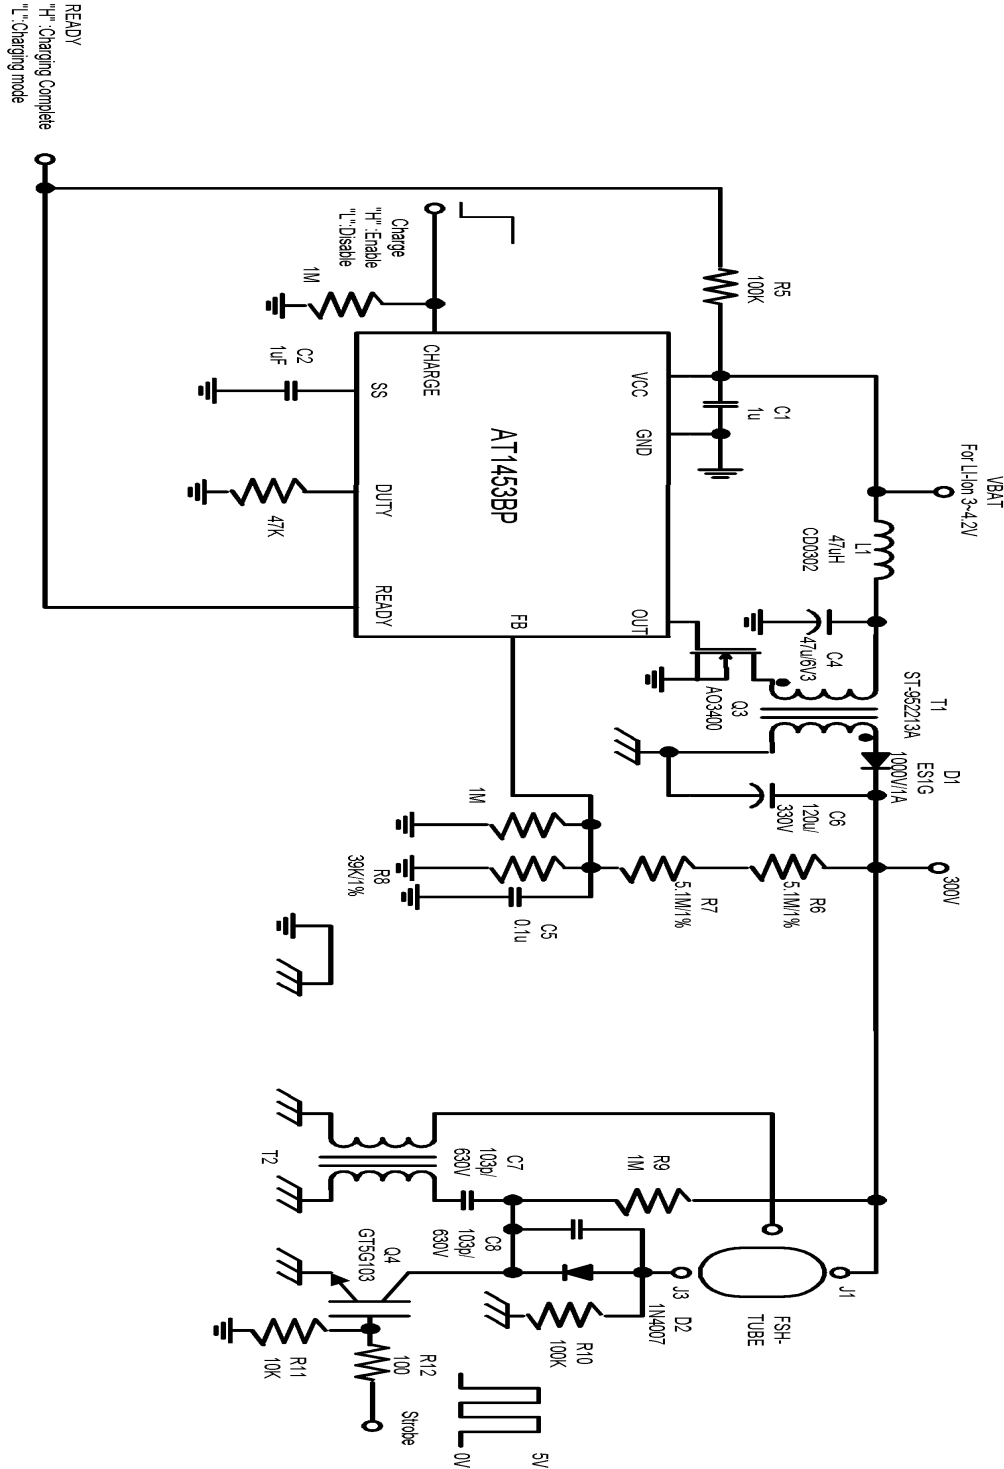 VBAT
For LI-Ion 3~4.2V
L1
47uH
CD0302
T1
ST-952213A
D1
ES1G
1000V/1A
300V
J1
R5
100K
C1
1u
C4
47u/6V3
Q3
AO3400
C6
120u/
330V
R6
5.1M/1%
R7
5.1M/1%
R9
1M
FSH-
TUBE
J3
D2
1N4007
VCC
GND
OUT
AT1453BP
FB
CHARGE
SS
DUTY
READY
Charge
"H" :Enable
"L":Disable
1M
C2
1uF
47K
1M
R8
39K/1%
C5
0.1u
C7
103p/
630V
C8
103p/
630V
R10
100K
T2
Q4
GT5G103
R11
10K
R12
100
Strobe
5V
0V
READY
"H" :Charging Complete
"L":Charging mode